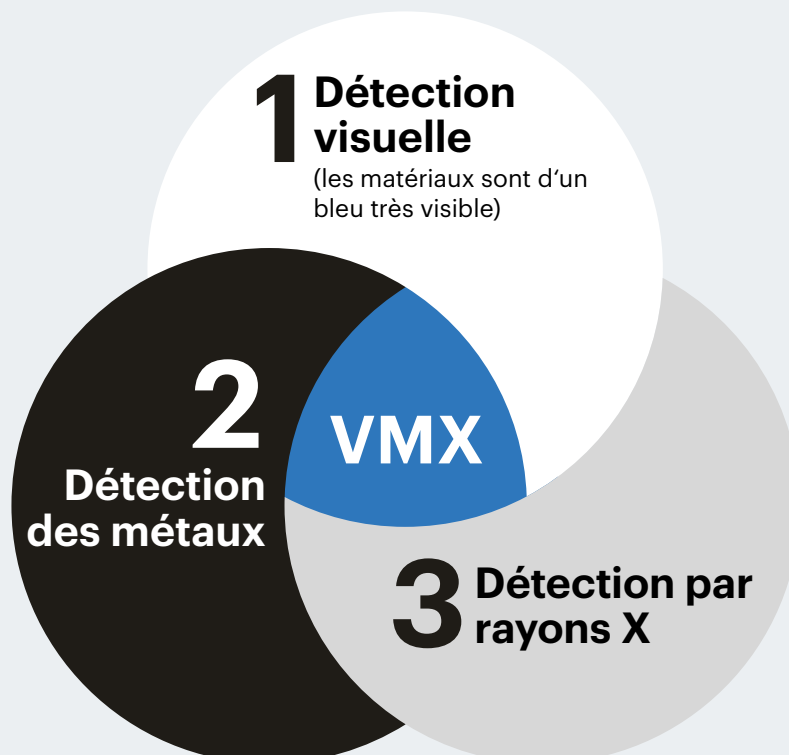 1 Détection
visuelle
(les matériaux sont d‘un
bleu très visible)
2
Détection
des métaux
VMX
3 Détection par
rayons X